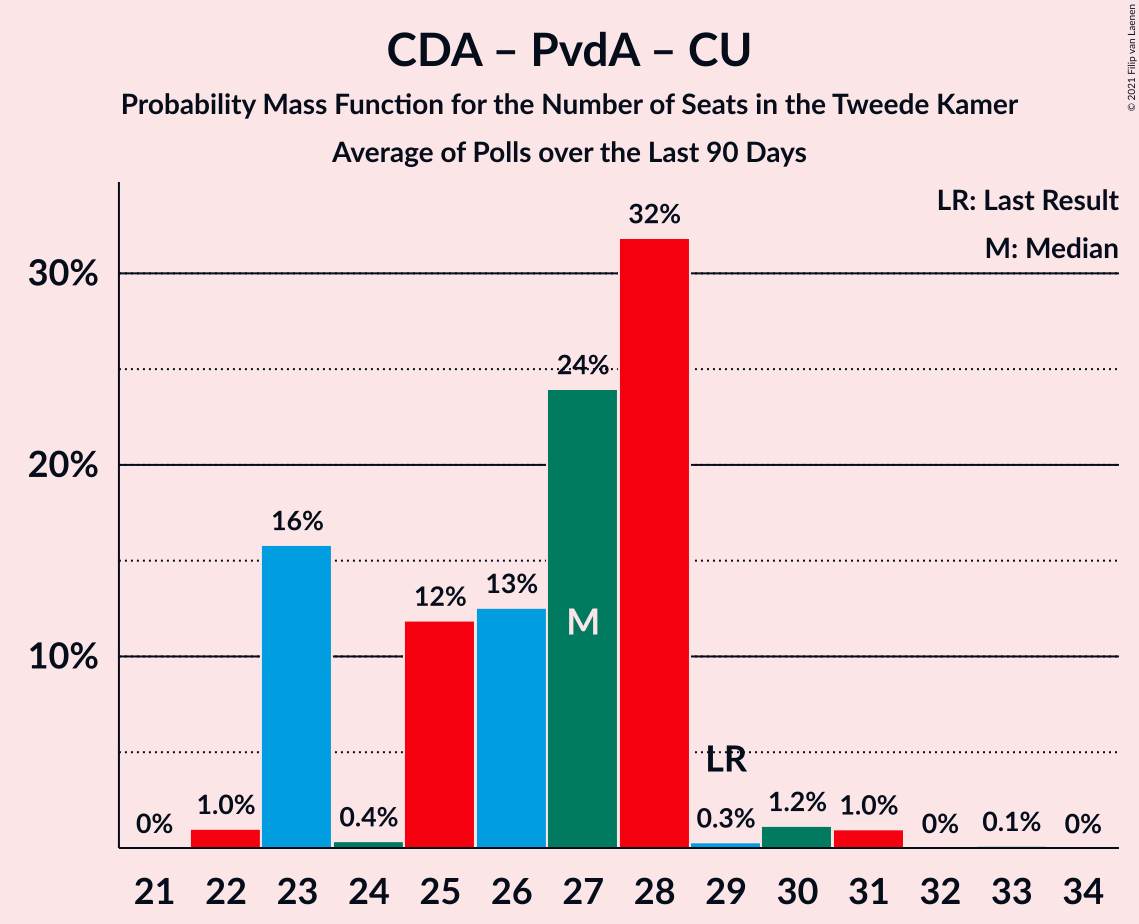 CDA – PvdA – CU
Probability Mass Function for the Number of Seats in the Tweede Kamer
Average of Polls over the Last 90 Days
© 2021 Filip van Laenen
LR: Last Result
M: Median
30%
20%
10%
0%
1.0%
16%
0.4%
12%
13%
24%
32%
0.3%
1.2%
1.0%
0%
0.1%
0%
M
LR
21 22 23 24 25 26 27 28 29 30 31 32 33 34